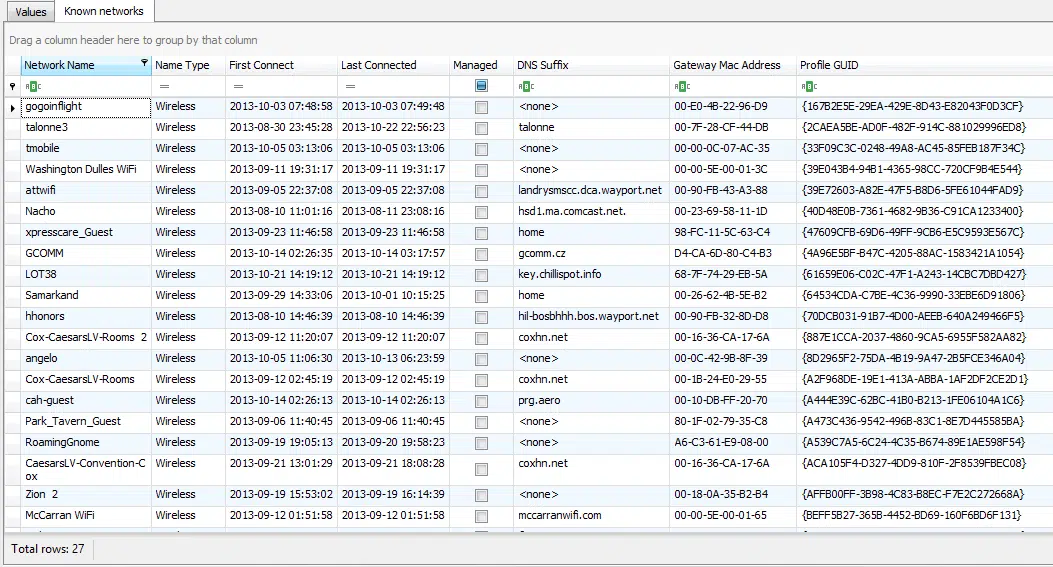 Values Known networks
Drag a column header here to group by that column
Network Name Name Type First Connect Last Connected Managed DNS Suffix Gateway Mac Address Profile GUID
= = =
gogoinflight Wireless 2013-10-03 07:48:58 2013-10-03 07:49:48 <none> 00-E0-4B-22-96-D9 {167B2E5E-29EA-429E-8D43-E82043F0D3CF}
talonne3 Wireless 2013-08-30 23:45:28 2013-10-22 22:56:23 talonne 00-7F-28-CF-44-DB {2CAEA5BE-AD0F-482F-914C-881029996ED8}
tmobile Wireless 2013-10-05 03:13:06 2013-10-05 03:13:06 <none> 00-00-0C-07-AC-35 {33F09C3C-0248-49A8-AC45-85FEB187F34C}
Washington Dulles WiFi Wireless 2013-09-11 19:31:17 2013-09-11 19:31:17 <none> 00-00-5E-00-01-3C {39E043B4-94B1-4365-98CC-720CF9B4E544}
attwifi Wireless 2013-09-05 22:37:08 2013-09-05 22:37:08 landrysmscc.dca.wayport.net 00-90-FB-43-A3-88 {39E72603-A82E-47F5-B8D6-5FE61044FAD9}
Nacho Wireless 2013-08-10 11:01:16 2013-08-11 23:08:16 hsd1.ma.comcast.net. 00-23-69-58-11-1D {40D48E0B-7361-4682-9B36-C91CA1233400}
xpresscare_Guest Wireless 2013-09-23 11:46:58 2013-09-23 11:46:58 home 98-FC-11-5C-63-C4 {47609CFB-69D6-49FF-9CB6-E5C9593E567C}
GCOMM Wireless 2013-10-14 02:26:35 2013-10-14 03:17:57 gcomm.cz D4-CA-6D-80-C4-B3 {4A96E5BF-B47C-4205-88AC-1583421A1054}
LOT38 Wireless 2013-10-21 14:19:12 2013-10-21 14:19:12 key.chillispot.info 68-7F-74-29-EB-5A {61659E06-C02C-47F1-A243-14CBC7DBD427}
Samarkand Wireless 2013-09-29 14:33:06 2013-10-01 10:15:25 home 00-26-62-4B-5E-B2 {64534CDA-C7BE-4C36-9990-33EBE6D91806}
hhonors Wireless 2013-08-10 14:46:39 2013-08-10 14:46:39 hil-bosbhhh.bos.wayport.net 00-90-FB-32-8D-D8 {70DCB031-91B7-4D00-AEEB-640A249466F5}
Cox-CaesarsLV-Rooms 2 Wireless 2013-09-12 11:20:07 2013-09-12 11:20:07 coxhn.net 00-16-36-CA-17-6A {887E1CCA-2037-4860-9CA5-6955F582AA82}
angelo Wireless 2013-10-05 11:06:30 2013-10-13 06:23:59 <none> 00-0C-42-9B-8F-39 {8D2965F2-75DA-4B19-9A47-2B5FCE346A04}
Cox-CaesarsLV-Rooms Wireless 2013-09-12 02:45:19 2013-09-12 02:45:19 coxhn.net 00-1B-24-E0-29-55 {A2F968DE-19E1-413A-ABBA-1AF2DF2CE2D1}
cah-guest Wireless 2013-10-14 02:26:13 2013-10-14 02:26:13 prg.aero 00-10-DB-FF-20-70 {A444E39C-62BC-41B0-B213-1FE06104A1C6}
Park_Tavern_Guest Wireless 2013-09-06 11:40:45 2013-09-06 11:40:45 <none> 80-1F-02-79-35-C8 {A473C436-9542-496B-83C1-8E7D445585BA}
RoamingGnome Wireless 2013-09-19 19:05:13 2013-09-20 19:58:23 <none> A6-C3-61-E9-08-00 {A539C7A5-6C24-4C35-B674-89E1AE598F54}
CaesarsLV-Convention-C Wireless 2013-09-21 13:01:29 2013-09-21 18:08:28 coxhn.net 00-16-36-CA-17-6A {ACA105F4-D327-4DD9-810F-2F8539FBEC08}
ox
Zion 2 Wireless 2013-09-19 15:53:02 2013-09-19 16:14:39 <none> 00-18-0A-35-B2-B4 {AFFB00FF-3B98-4C83-B8EC-F7E2C272668A}
McCarran WiFi Wireless 2013-09-12 01:51:58 2013-09-12 01:51:58 mccarranwifi.com 00-00-5E-00-01-65 {BEFF5B27-365B-4452-BD69-160F6BD6F131}
Total rows: 27